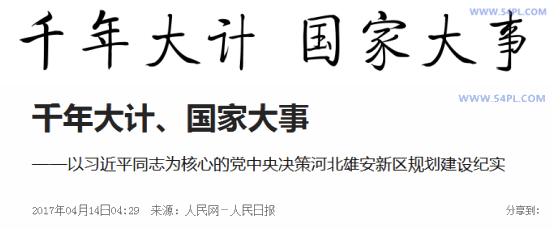 WWW.54PL.COM
千年大计 国家大事
WWW.54PL.COM
千年大计、国家大事
——以习近平同志为核心的党中央决策河北雄安新区规划建设纪实
2017年04月14日04:29 来源：人民网－人民日报 分享到: